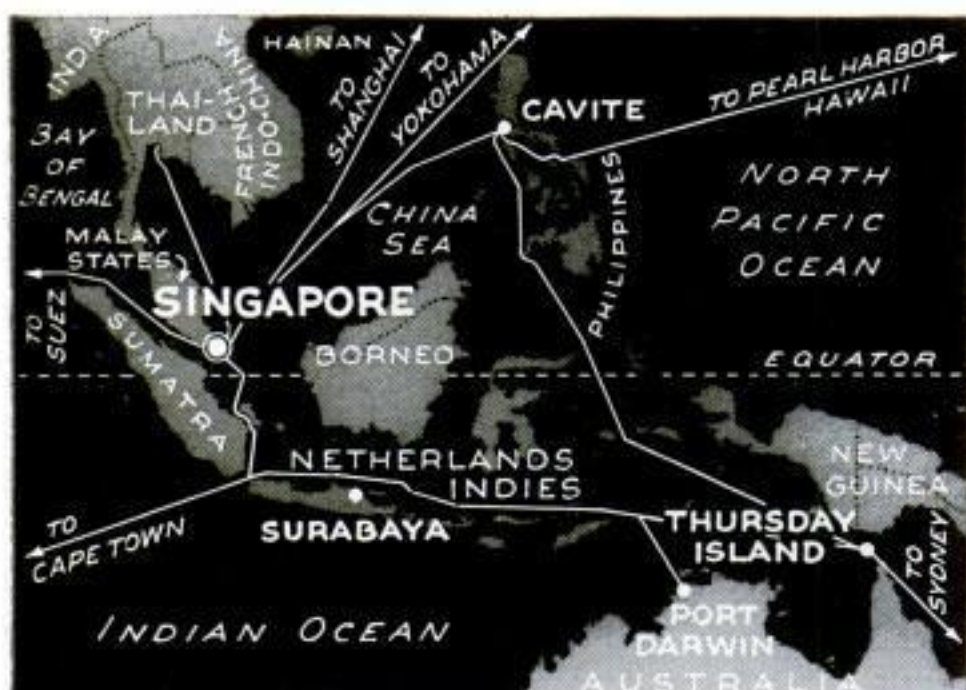 INDIA
HAINAN
THAI-
LAND
FRENCH
INDO-CHINA
TO
SHANGHAI
TO
YOKOHAMA
CAVITE
TO PEARL HARBOR
HAWAII
BAY
OF
BENGAL
CHINA
SEA
PHILIPPINES
NORTH
PACIFIC
OCEAN
MALAY
STATES
SINGAPORE
TO
SUEZ
SUMATRA
BORNEO
EQUATOR
NETHERLANDS
INDIES
NEW
GUINEA
SURABAYA
THURSDAY
ISLAND
TO
CAPE TOWN
TO
SYDNEY
INDIAN OCEAN
PORT
DARWIN
AUSTRALIA